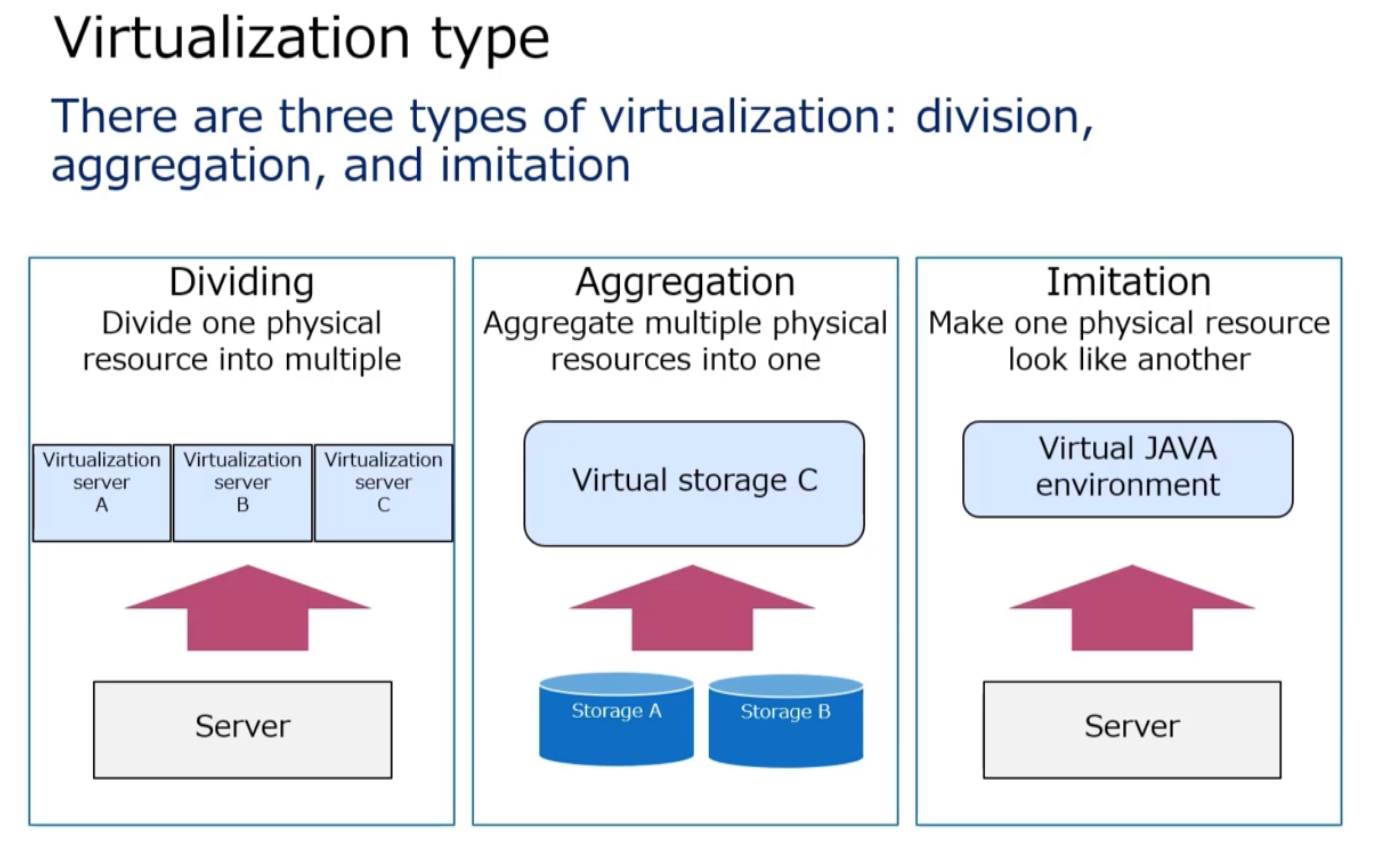 Virtualization type
There are three types of virtualization: division,
aggregation, and imitation
Dividing
Divide one physical
resource into multiple
Virtualization
server
A
Virtualization
server
B
Virtualization
server
C
Server
Aggregation
Aggregate multiple physical
resources into one
Virtual storage C
Storage A
Storage B
Imitation
Make one physical resource
look like another
Virtual JAVA
environment
Server